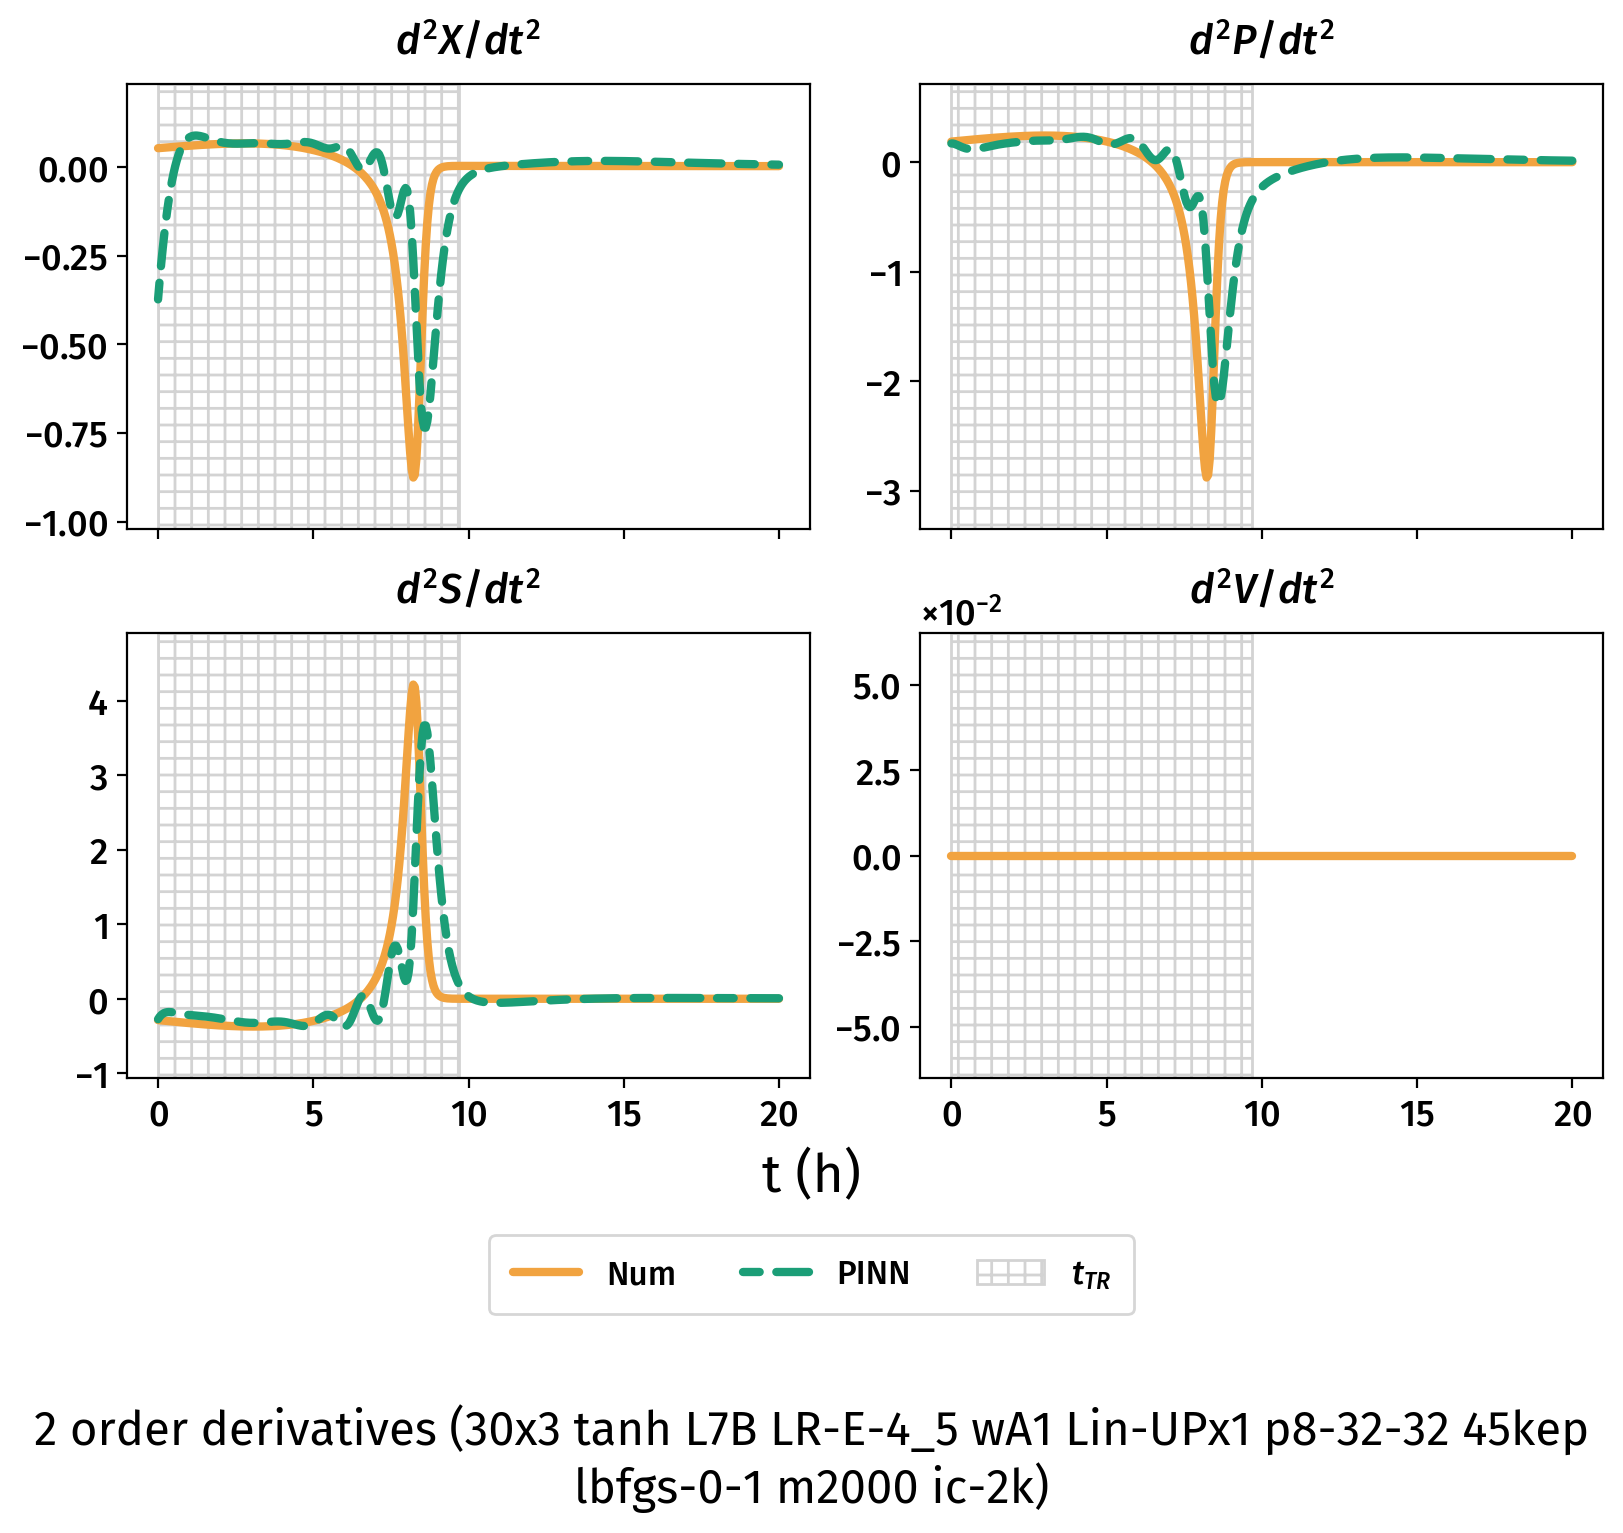 d²X/dt²
d²P/dt²
0.00
−0.25
−0.50
−0.75
−1.00
0
−1
−2
−3
d²S/dt²
d²V/dt²
×10⁻²
4
3
2
1
0
−1
5.0
2.5
0.0
−2.5
−5.0
0 5 10 15 20
0 5 10 15 20
t (h)
Num PINN t_TR
2 order derivatives (30x3 tanh L7B LR-E-4_5 wA1 Lin-UPx1 p8-32-32 45kep
lbfgs-0-1 m2000 ic-2k)